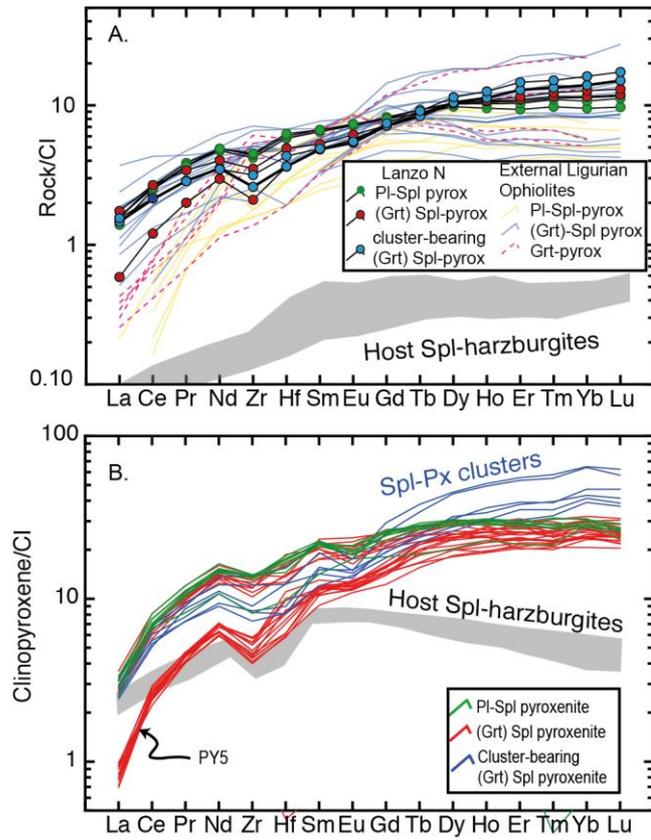 A.
10
1
0.10
Rock/CI
Lanzo N
Pl-Spl pyrox
(Grt) Spl-pyrox
cluster-bearing
(Grt) Spl-pyrox
External Ligurian
Ophiolites
Pl-Spl-pyrox
(Grt)-Spl pyrox
Grt-pyrox
Host Spl-harzburgites
La Ce Pr Nd Zr Hf Sm Eu Gd Tb Dy Ho Er Tm Yb Lu
B.
100
10
1
Clinopyroxene/CI
Spl-Px clusters
Host Spl-harzburgites
PY5
Pl-Spl pyroxenite
(Grt) Spl pyroxenite
Cluster-bearing
(Grt) Spl pyroxenite
La Ce Pr Nd Zr Hf Sm Eu Gd Tb Dy Ho Er Tm Yb Lu